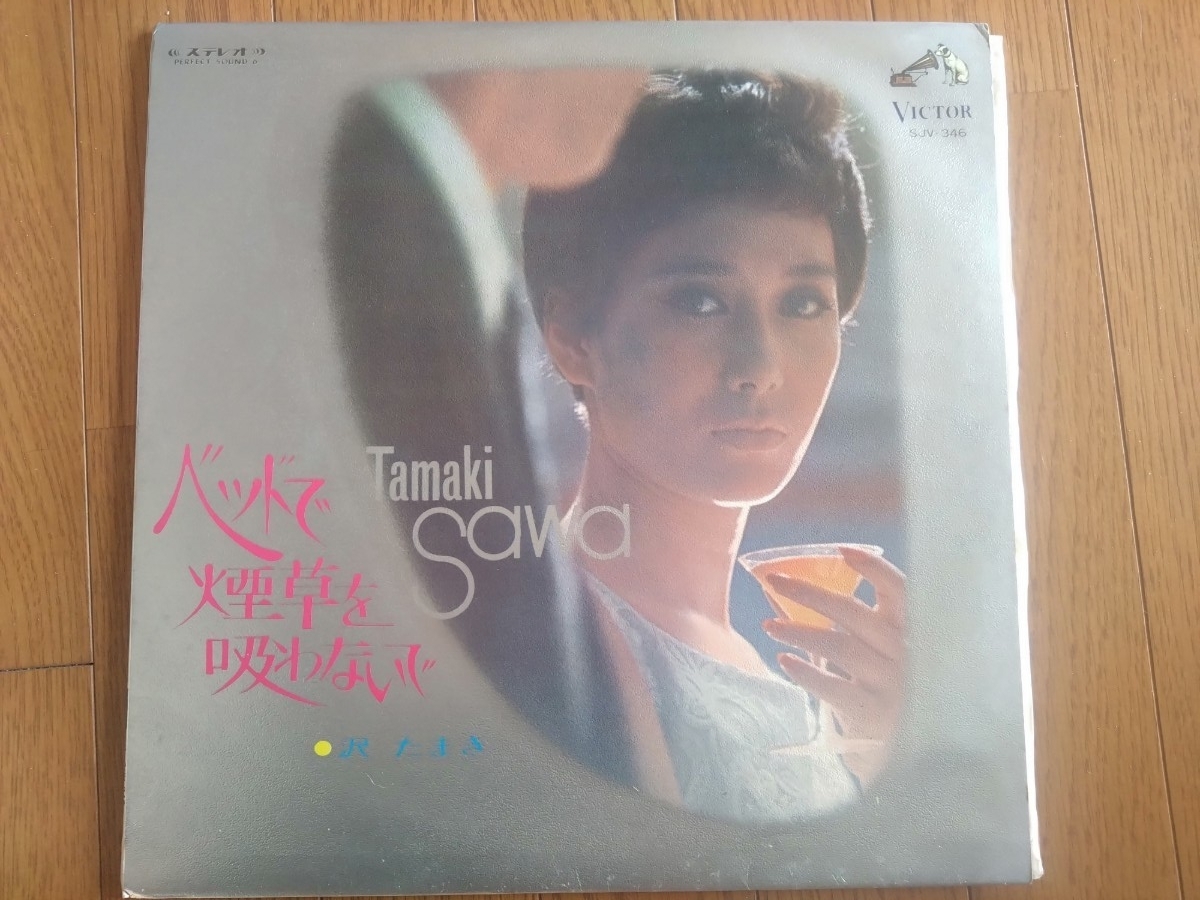 ステレオ
PERFECT SOUND 6
VICTOR
SJV-346
Tamaki
Sawa
ベッドで
煙草を
吸わないで
沢 たまき